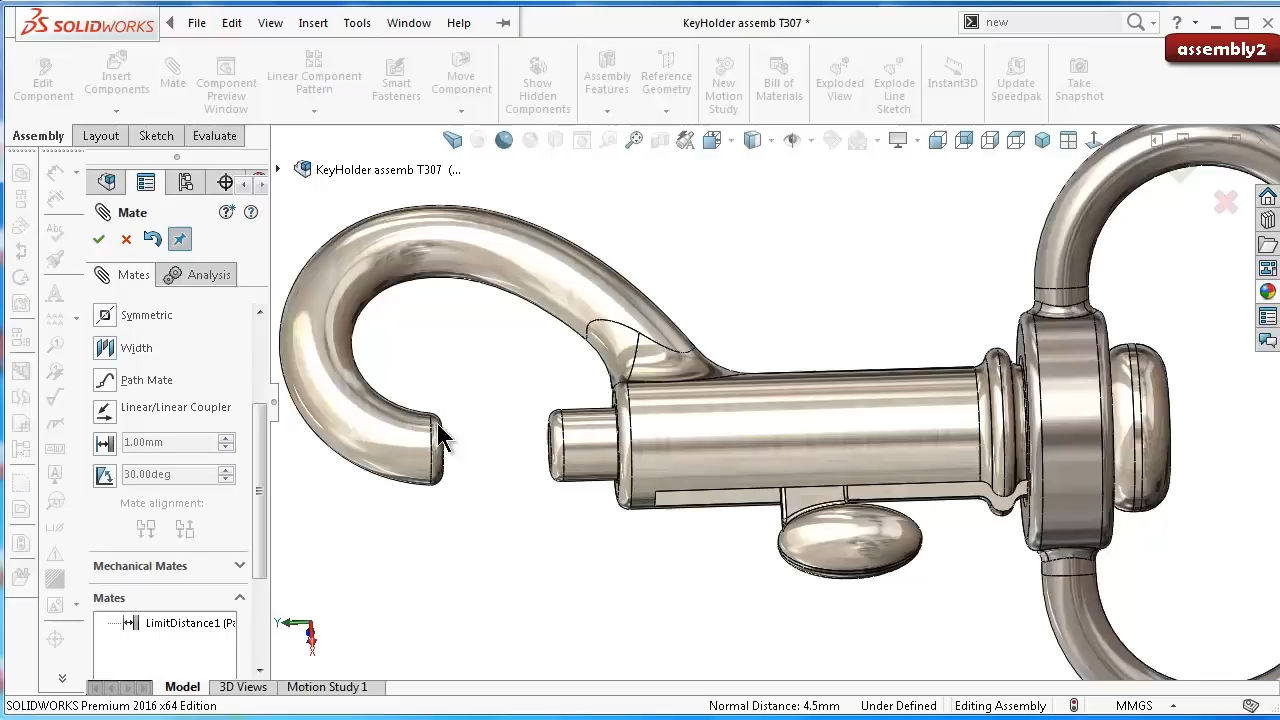 SOLIDWORKS
File Edit View Insert Tools Window Help
KeyHolder assemb T307 *
new
assembly2
Edit Component
Insert Components
Mate
Component Preview Window
Linear Component Pattern
Smart Fasteners
Move Component
Show Hidden Components
Assembly Features
Reference Geometry
New Motion Study
Bill of Materials
Exploded View
Explode Line Sketch
Instant3D
Update Speedpak
Take Snapshot
Assembly Layout Sketch Evaluate
KeyHolder assemb T307 (...
Mate
Mates Analysis
Symmetric
Width
Path Mate
Linear/Linear Coupler
1.00mm
30.00deg
Mate alignment:
Mechanical Mates
Mates
LimitDistance1 (Pa
Abc
Y
X
Model 3D Views Motion Study 1
SOLIDWORKS Premium 2016 x64 Edition
Normal Distance: 4.5mm Under Defined Editing Assembly MMGS